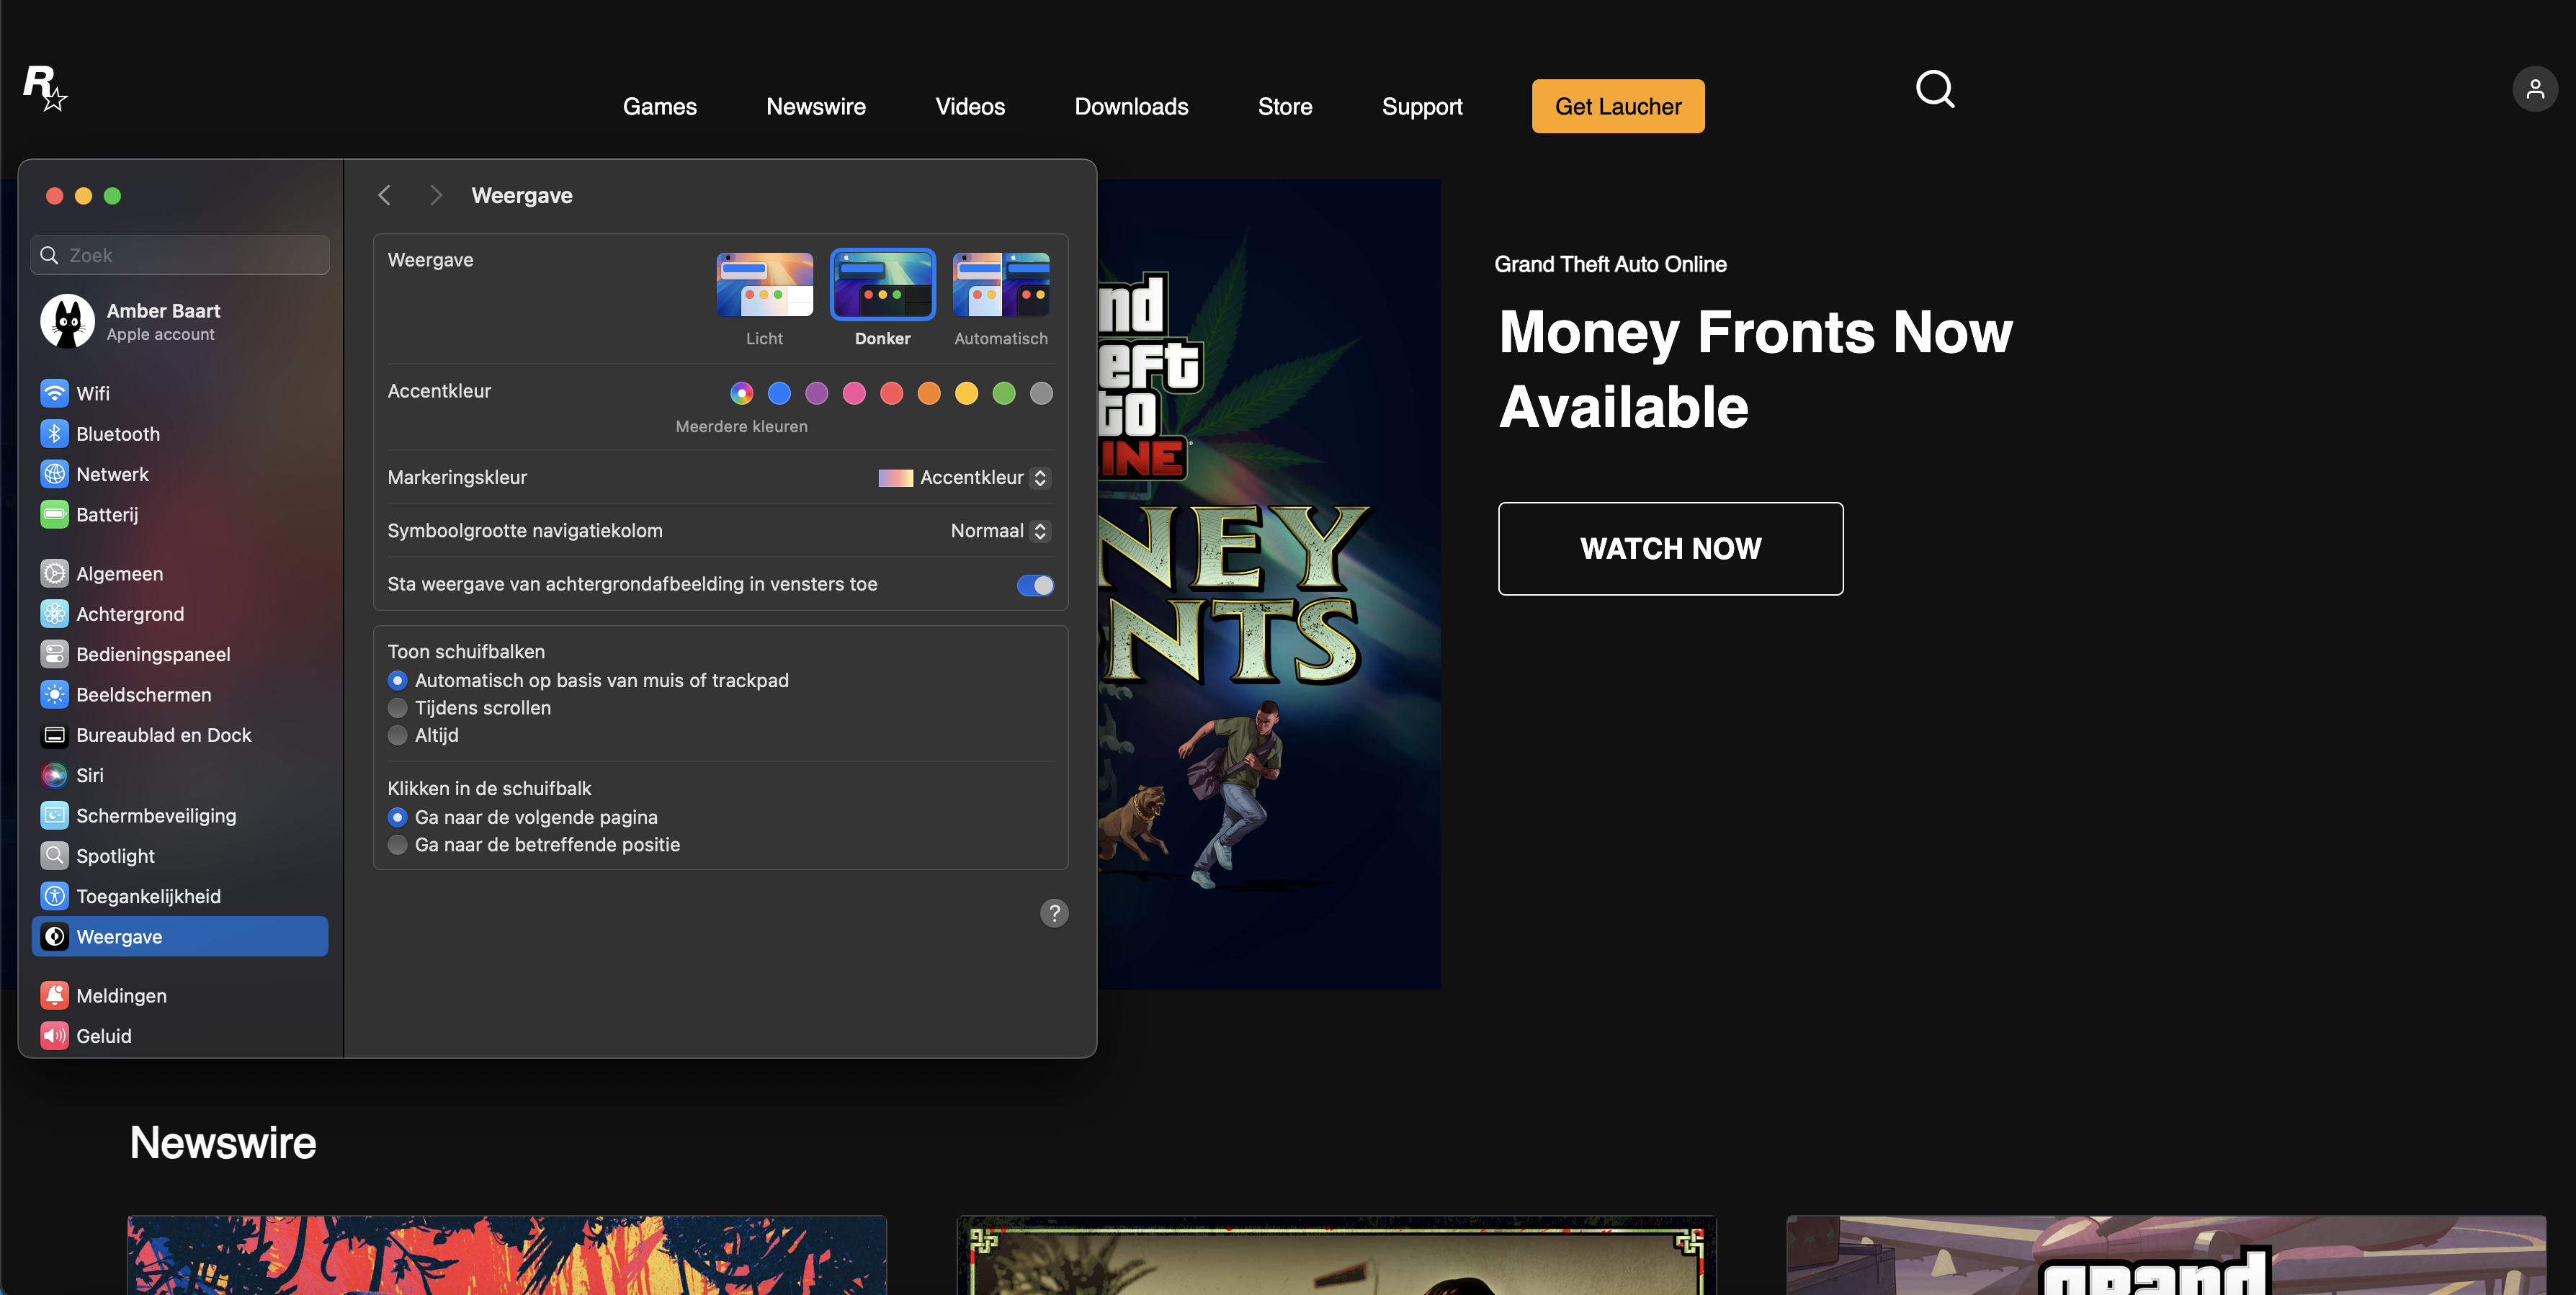 R
Games Newswire Videos Downloads Store Support Get Laucher
Weergave
Zoek
Amber Baart
Apple account
Wifi
Bluetooth
Netwerk
Batterij
Algemeen
Achtergrond
Bedieningspaneel
Beeldschermen
Bureaublad en Dock
Siri
Schermbeveiliging
Spotlight
Toegankelijkheid
Weergave
Meldingen
Geluid
Weergave
Licht Donker Automatisch
Accentkleur
Meerdere kleuren
Markeringskleur Accentkleur
Symboolgrootte navigatiekolom Normaal
Sta weergave van achtergrondafbeelding in vensters toe
Toon schuifbalken
Automatisch op basis van muis of trackpad
Tijdens scrollen
Altijd
Klikken in de schuifbalk
Ga naar de volgende pagina
Ga naar de betreffende positie
?
nd
eft
to
INE
NEY
NTS
Grand Theft Auto Online
Money Fronts Now
Available
WATCH NOW
Newswire
grand